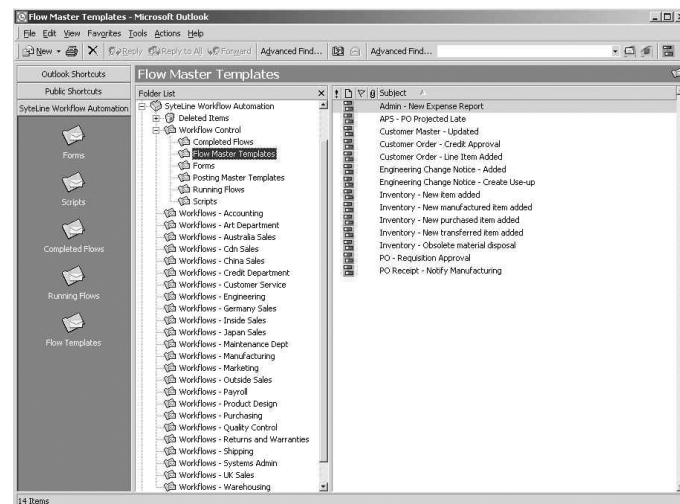 Flow Master Templates - Microsoft Outlook
File Edit View Favorites Tools Actions Help
New Reply Reply to All Forward Advanced Find... Advanced Find...
Outlook Shortcuts
Public Shortcuts
SyteLine Workflow Automation
Forms
Scripts
Completed Flows
Running Flows
Flow Templates
Flow Master Templates
Folder List
SyteLine Workflow Automation
Deleted Items
Workflow Control
Completed Flows
Flow Master Templates
Forms
Posting Master Templates
Running Flows
Scripts
Workflows - Accounting
Workflows - Art Department
Workflows - Australia Sales
Workflows - Cdn Sales
Workflows - China Sales
Workflows - Credit Department
Workflows - Customer Service
Workflows - Engineering
Workflows - Germany Sales
Workflows - Inside Sales
Workflows - Japan Sales
Workflows - Maintenance Dept
Workflows - Manufacturing
Workflows - Marketing
Workflows - Outside Sales
Workflows - Payroll
Workflows - Product Design
Workflows - Purchasing
Workflows - Quality Control
Workflows - Returns and Warranties
Workflows - Shipping
Workflows - Systems Admin
Workflows - UK Sales
Workflows - Warehousing
Subject
Admin - New Expense Report
APS - PO Projected Late
Customer Master - Updated
Customer Order - Credit Approval
Customer Order - Line Item Added
Engineering Change Notice - Added
Engineering Change Notice - Create Use-up
Inventory - New item added
Inventory - New manufactured item added
Inventory - New purchased item added
Inventory - New transferred item added
Inventory - Obsolete material disposal
PO - Requisition Approval
PO Receipt - Notify Manufacturing
14 Items